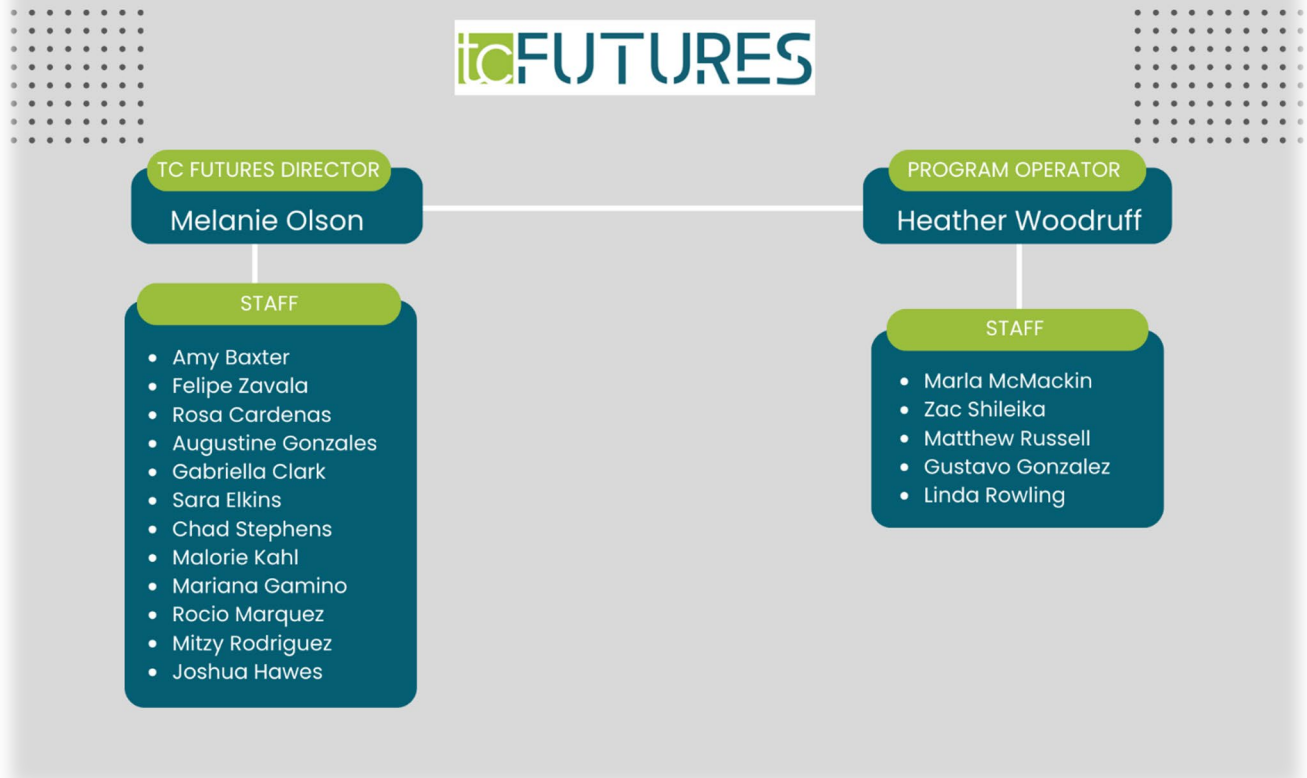 tcFUTURES
TC FUTURES DIRECTOR
Melanie Olson
STAFF
• Amy Baxter
• Felipe Zavala
• Rosa Cardenas
• Augustine Gonzales
• Gabriella Clark
• Sara Elkins
• Chad Stephens
• Malorie Kahl
• Mariana Gamino
• Rocio Marquez
• Mitzy Rodriguez
• Joshua Hawes
PROGRAM OPERATOR
Heather Woodruff
STAFF
• Marla McMackin
• Zac Shileika
• Matthew Russell
• Gustavo Gonzalez
• Linda Rowling